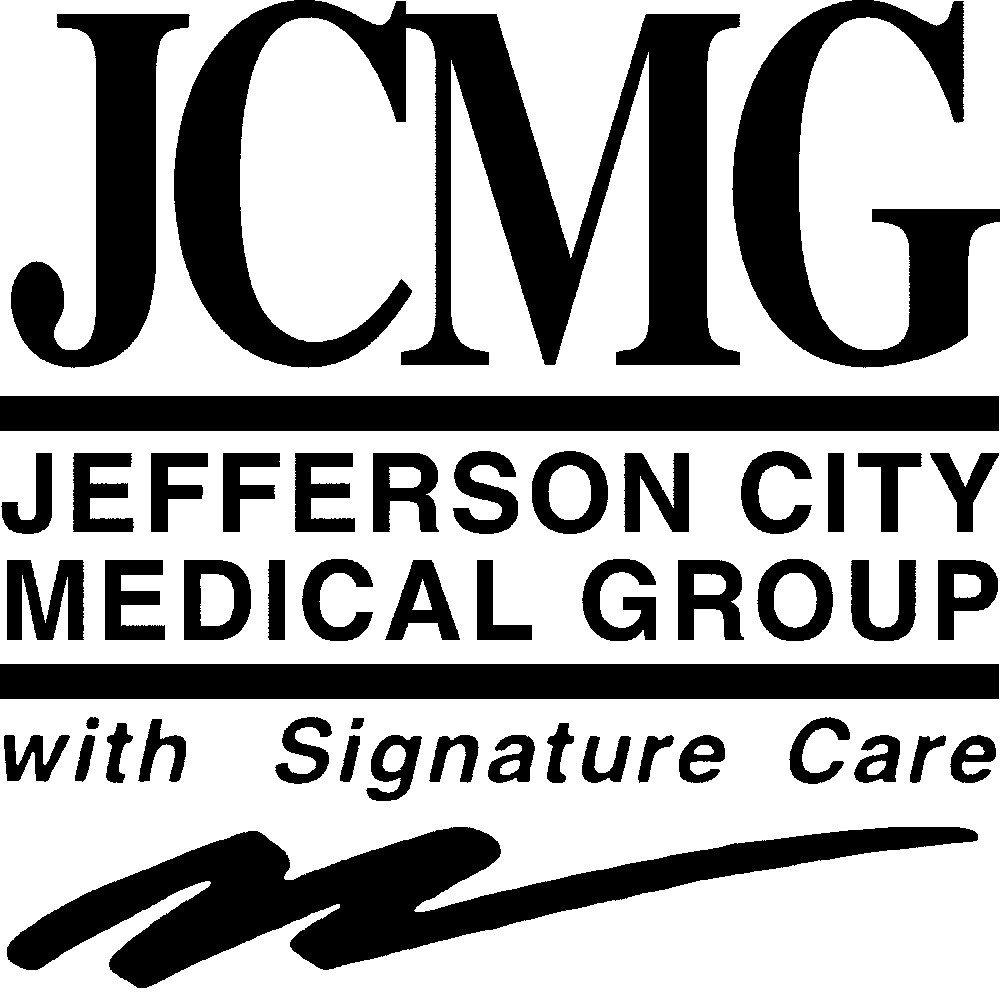 JCMG
JEFFERSON CITY
MEDICAL GROUP
with Signature Care